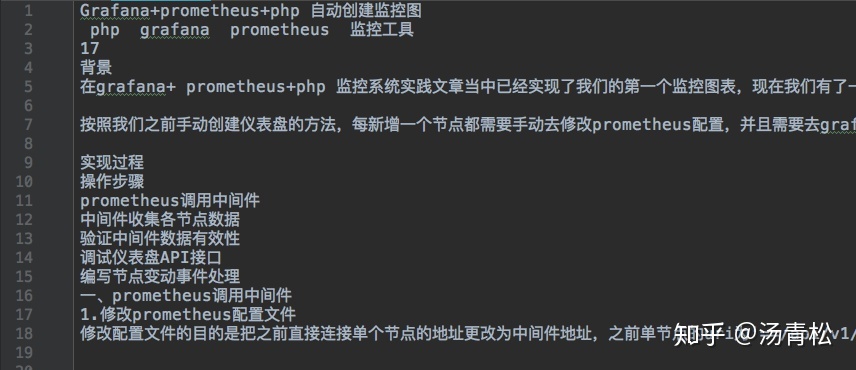 1 Grafana+prometheus+php 自动创建监控图
2 php grafana prometheus 监控工具
3 17
4 背景
5 在grafana+ prometheus+php 监控系统实践文章当中已经实现了我们的第一个监控图表，现在我们有了一
6
7 按照我们之前手动创建仪表盘的方法，每新增一个节点都需要手动去修改prometheus配置，并且需要去graf
8
9 实现过程
10 操作步骤
11 prometheus调用中间件
12 中间件收集各节点数据
13 验证中间件数据有效性
14 调试仪表盘API接口
15 编写节点变动事件处理
16 一、prometheus调用中间件
17 1.修改prometheus配置文件
18 修改配置文件的目的是把之前直接连接单个节点的地址更改为中间件地址，之前单节
19
知乎 @汤青松